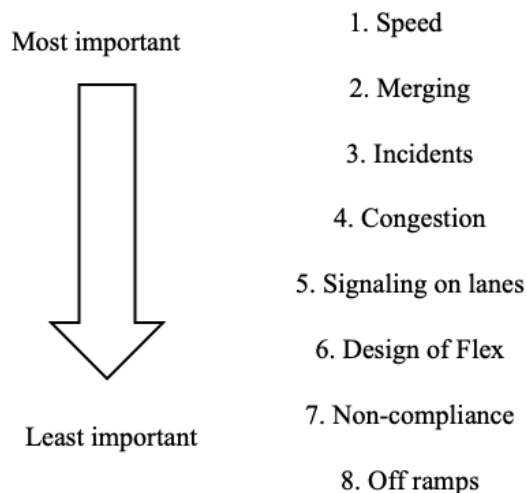 Most important
Least important
1. Speed
2. Merging
3. Incidents
4. Congestion
5. Signaling on lanes
6. Design of Flex
7. Non-compliance
8. Off ramps